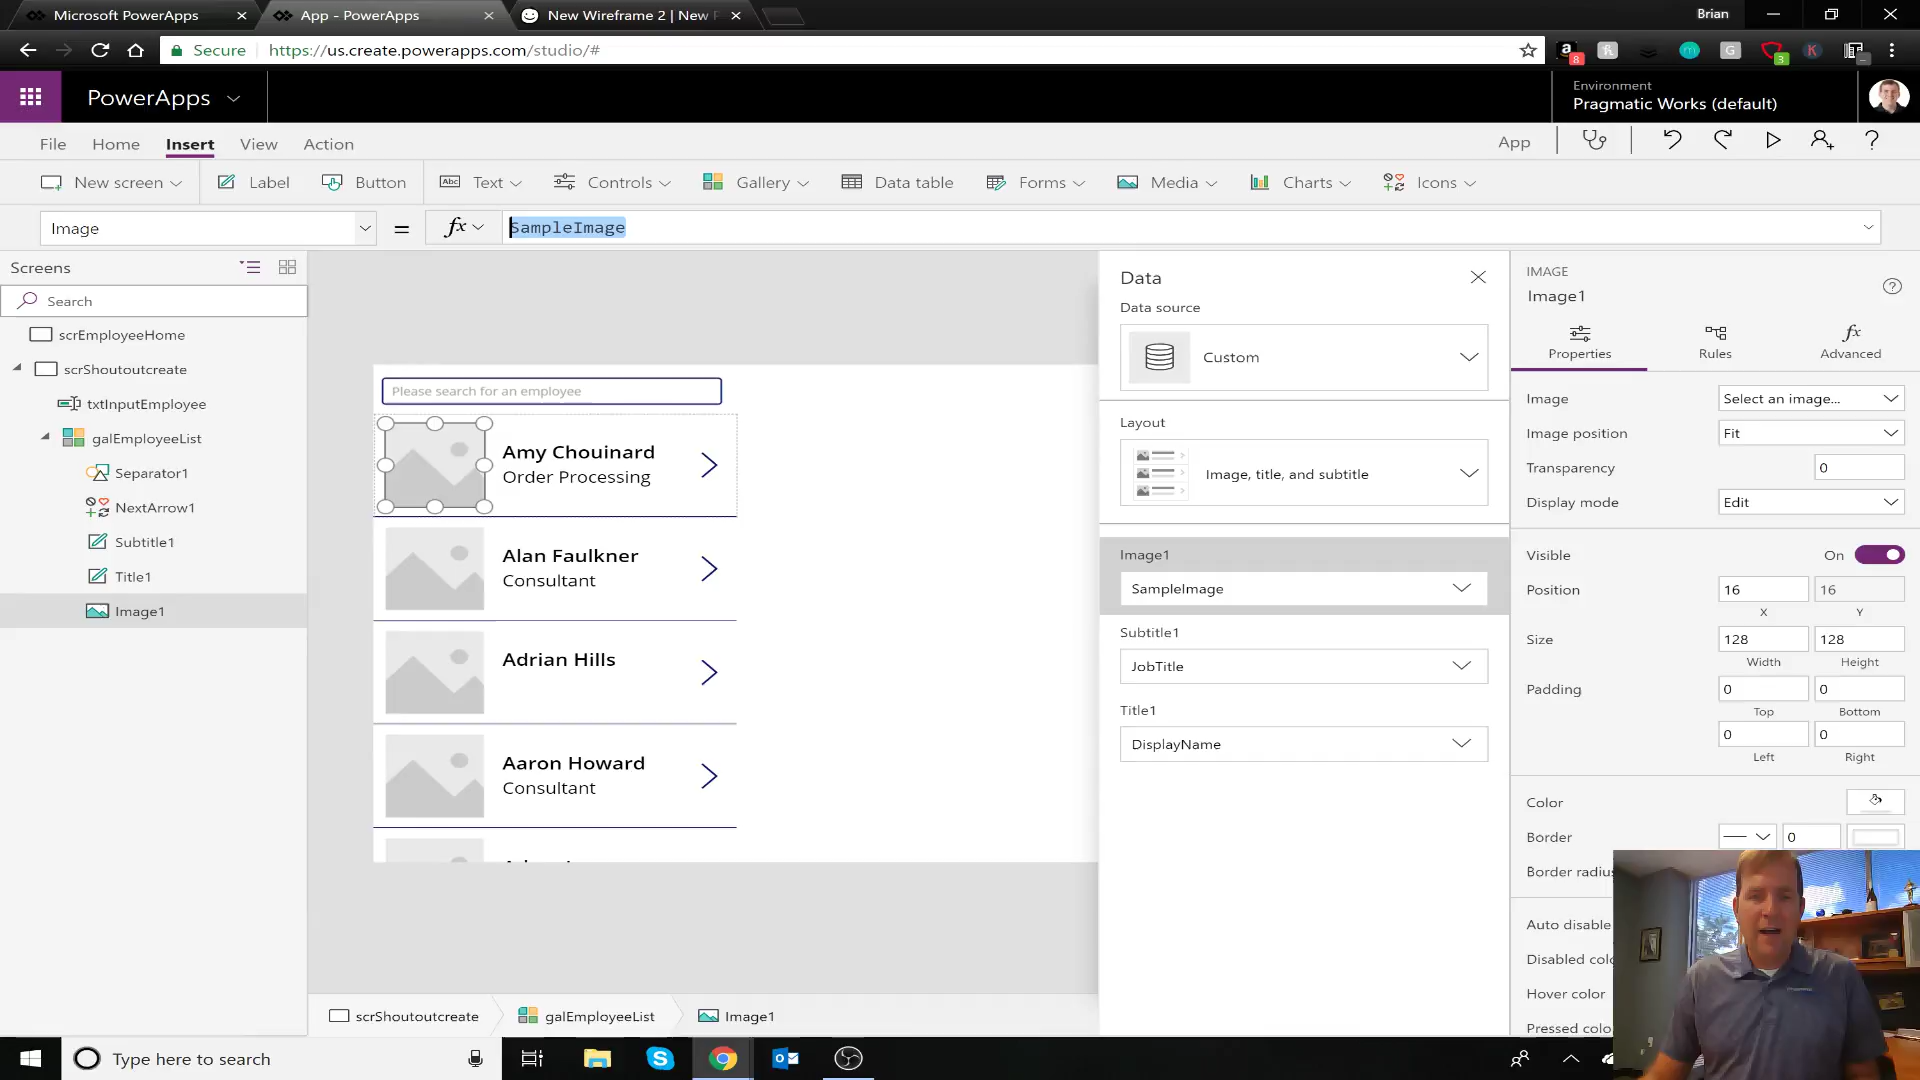 Microsoft PowerApps
App - PowerApps
New Wireframe 2 | New P
Brian
Secure
https://us.create.powerapps.com/studio/#
a
8
m
G
3
K
PowerApps
Environment
Pragmatic Works (default)
File
Home
Insert
View
Action
App
?
New screen
Label
Button
Abc
Text
Controls
Gallery
Data table
Forms
Media
Charts
Icons
Image
=
fx
SampleImage
Screens
Search
scrEmployeeHome
scrShoutoutcreate
txtInputEmployee
galEmployeeList
Separator1
NextArrow1
Subtitle1
Title1
Image1
Please search for an employee
Amy Chouinard
Order Processing
Alan Faulkner
Consultant
Adrian Hills
Aaron Howard
Consultant
Data
Data source
Custom
Layout
Image, title, and subtitle
Image1
SampleImage
Subtitle1
JobTitle
Title1
DisplayName
IMAGE
Image1
?
Properties
Rules
fx
Advanced
Image
Select an image...
Image position
Fit
Transparency
0
Display mode
Edit
Visible
On
Position
16
16
X
Y
Size
128
128
Width
Height
Padding
0
0
Top
Bottom
0
0
Left
Right
Color
Border
0
Border radiu
Auto disable
Disabled colo
Hover color
Pressed colo
scrShoutoutcreate
galEmployeeList
Image1
Type here to search